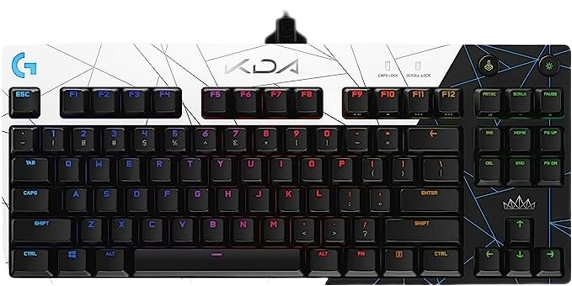 G KDA CAPS LOCK SCROLL LOCK
ESC F1 F2 F3 F4 F5 F6 F7 F8 F9 F10 F11 F12 PRTSC SCROLL PAUSE
~ ` ! 1 @ 2 # 3 $ 4 % 5 ^ 6 & 7 * 8 ( 9 ) 0 _ - + = ← INS HOME PG UP
TAB Q W E R T Y U I O P { [ } ] | \ DEL END PG DN
CAPS A S D F G H J K L : ; " ' ENTER
SHIFT Z X C V B N M < , > . ? / SHIFT ↑
CTRL ALT ALT FN CTRL ← ↓ →